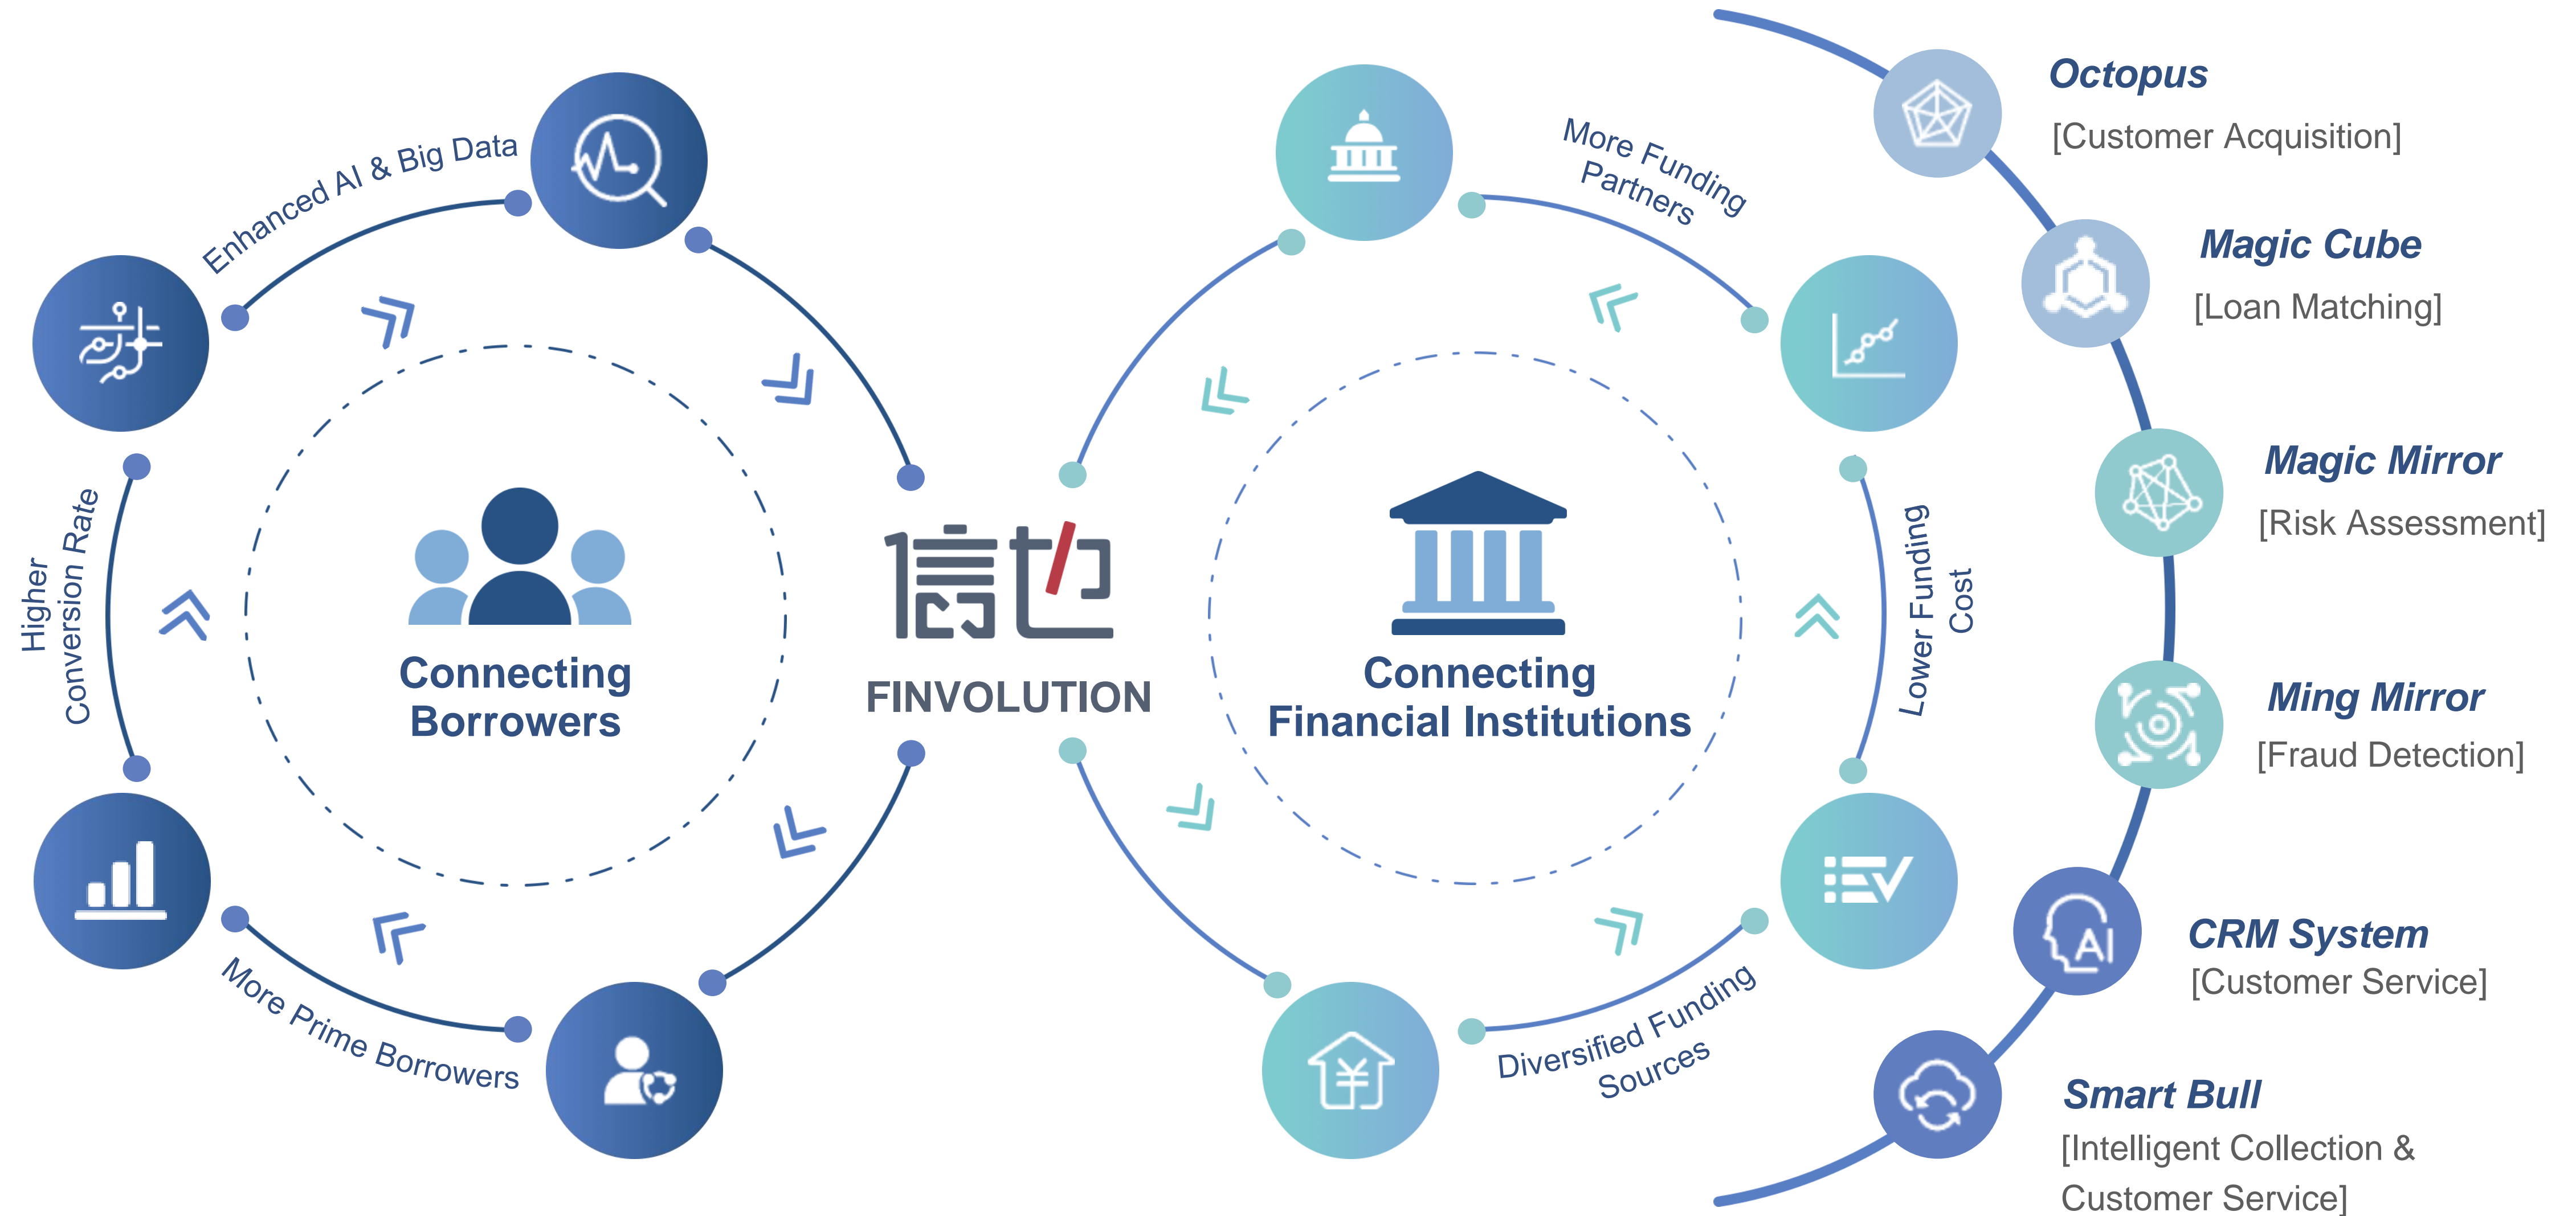 Enhanced AI & Big Data
Higher
Conversion Rate
More Prime Borrowers
Connecting
Borrowers
信也
FINVOLUTION
More Funding
Partners
Lower Funding
Cost
Diversified Funding
Sources
Connecting
Financial Institutions
Octopus
[Customer Acquisition]
Magic Cube
[Loan Matching]
Magic Mirror
[Risk Assessment]
Ming Mirror
[Fraud Detection]
AI
CRM System
[Customer Service]
¥
Smart Bull
[Intelligent Collection &
Customer Service]